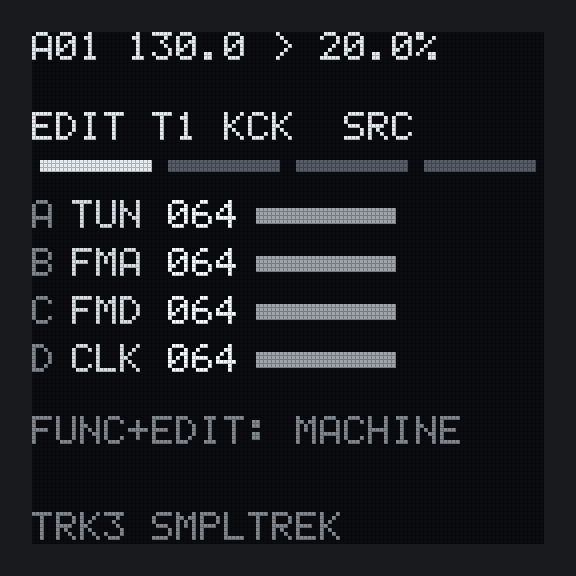 A01 130.0 > 20.0%
EDIT T1 KCK SRC
A TUN 064
B FMA 064
C FMD 064
D CLK 064
FUNC+EDIT: MACHINE
TRK3 SMPLTREK